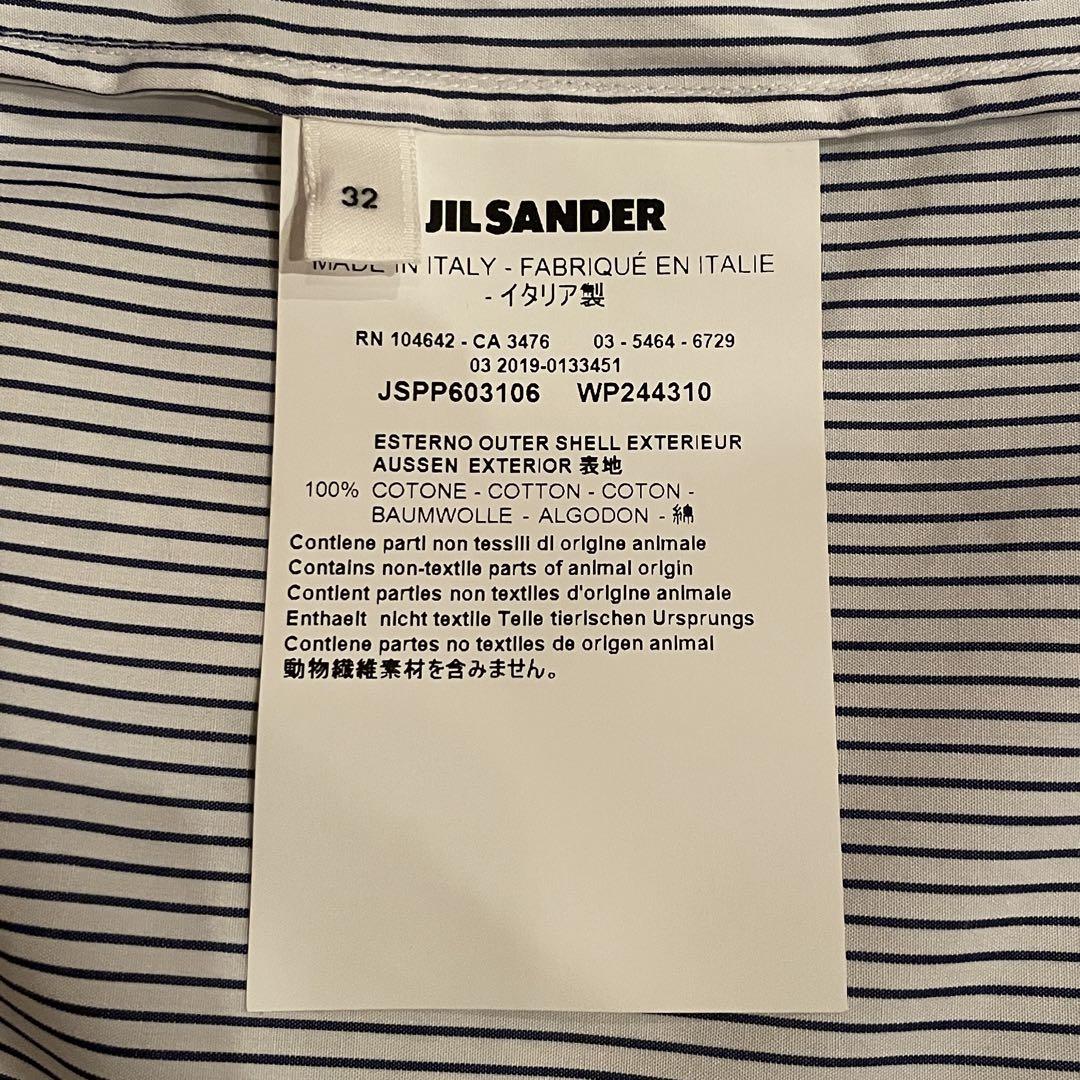 32
JIL SANDER
MADE IN ITALY - FABRIQUÉ EN ITALIE
- イタリア製
RN 104642 - CA 3476 03 - 5464 - 6729
03 2019-0133451
JSPP603106 WP244310
ESTERNO OUTER SHELL EXTERIEUR
AUSSEN EXTERIOR 表地
100% COTONE - COTTON - COTON -
BAUMWOLLE - ALGODON - 綿
Contiene parti non tessili di origine animale
Contains non-textile parts of animal origin
Contient parties non textiles d'origine animale
Enthaelt nicht textile Teile tierischen Ursprungs
Contiene partes no textiles de origen animal
動物繊維素材を含みません。